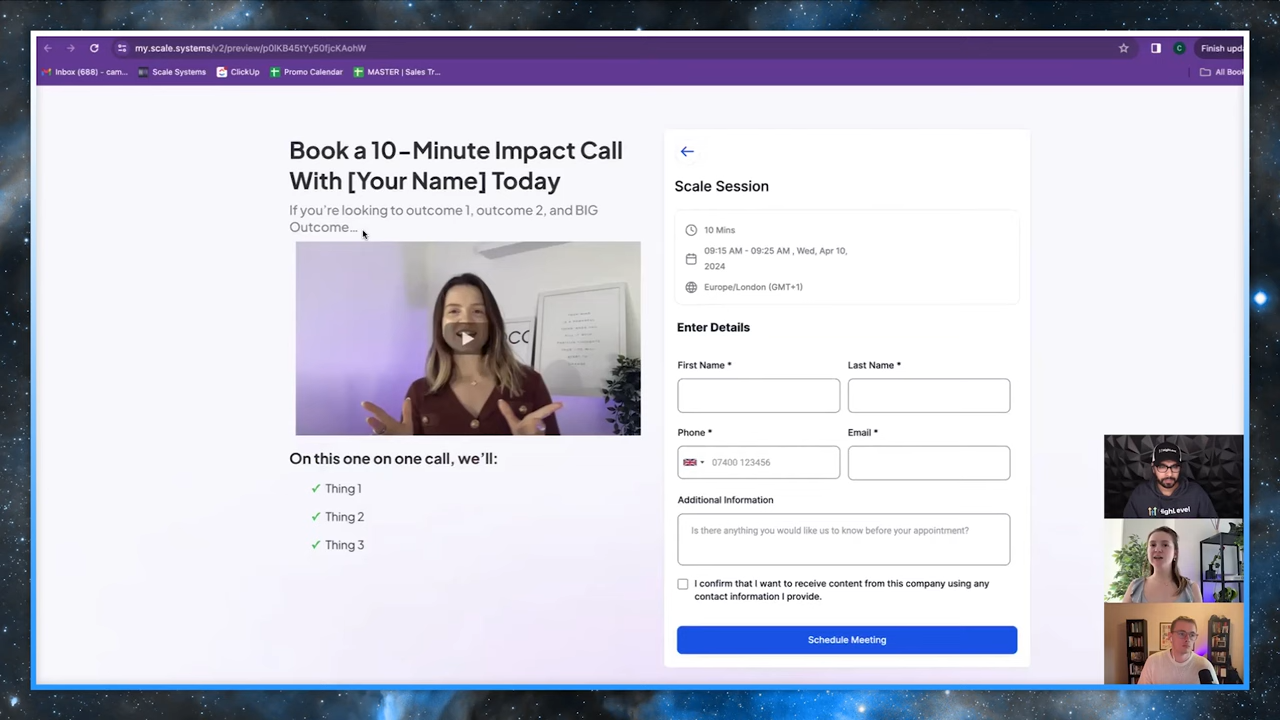 my.scale.systems/v2/preview/p0lKB45tYy50fjcKAohW
C
Finish upda
Inbox (688) - cam...
Scale Systems
ClickUp
Promo Calendar
MASTER | Sales Tr...
All Book
Book a 10-Minute Impact Call
With [Your Name] Today
If you're looking to outcome 1, outcome 2, and BIG
Outcome...
On this one on one call, we'll:
✓ Thing 1
✓ Thing 2
✓ Thing 3
Scale Session
10 Mins
09:15 AM - 09:25 AM , Wed, Apr 10,
2024
Europe/London (GMT+1)
Enter Details
First Name *
Last Name *
Phone *
Email *
07400 123456
Additional Information
Is there anything you would like us to know before your appointment?
I confirm that I want to receive content from this company using any
contact information I provide.
Schedule Meeting